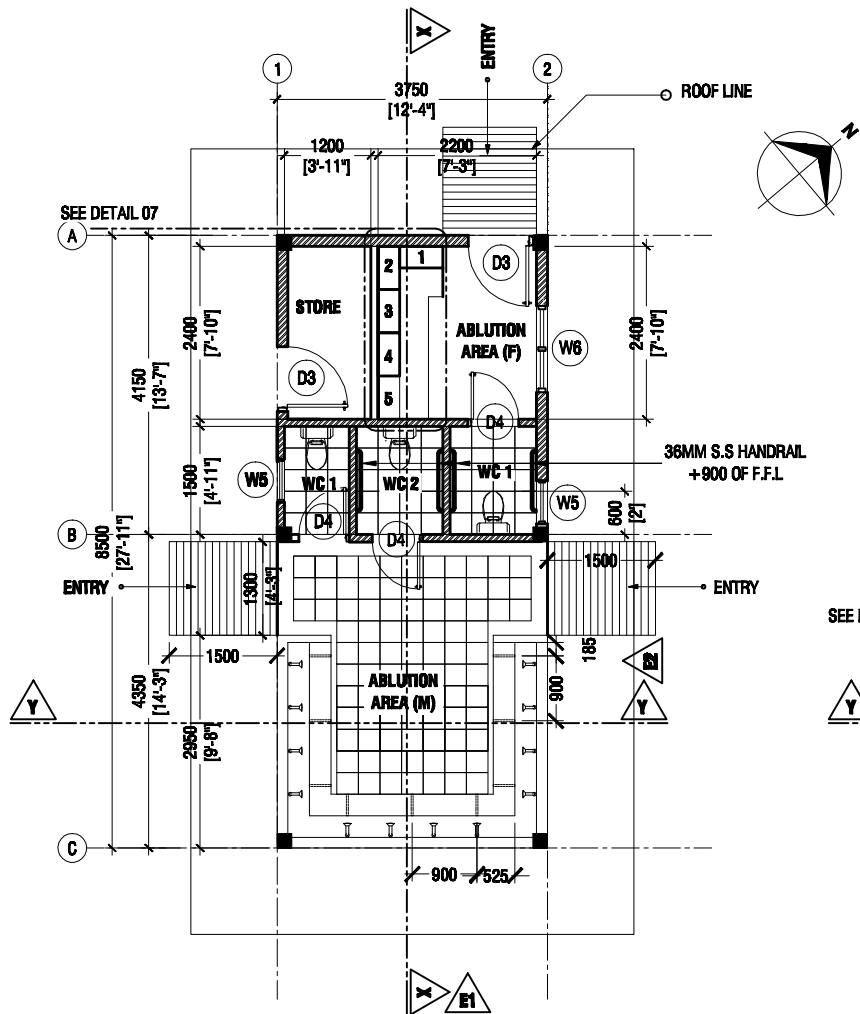 X
ENTRY
1
2
3750
[12'-4"]
ROOF LINE
N
1200
[3'-11"]
2200
[7'-3"]
SEE DETAIL 07
A
2
1
D3
STORE
3
ABLUTION
AREA (F)
W6
4
D3
5
2400
[7'-10"]
2400
[7'-10"]
4150
[13'-7"]
D4
36MM S.S HANDRAIL
+900 OF F.F.L
1500
[4'-11"]
W5
WC 1
WC 2
WC 1
W5
D4
D4
600
[2']
B
8500
[27'-11"]
ENTRY
1300
[4'-3"]
1500
ENTRY
1500
185
SEE
E2
900
4350
[14'-3"]
ABLUTION
AREA (M)
Y
Y
Y
2950
[9'-8"]
C
900
525
X
E1